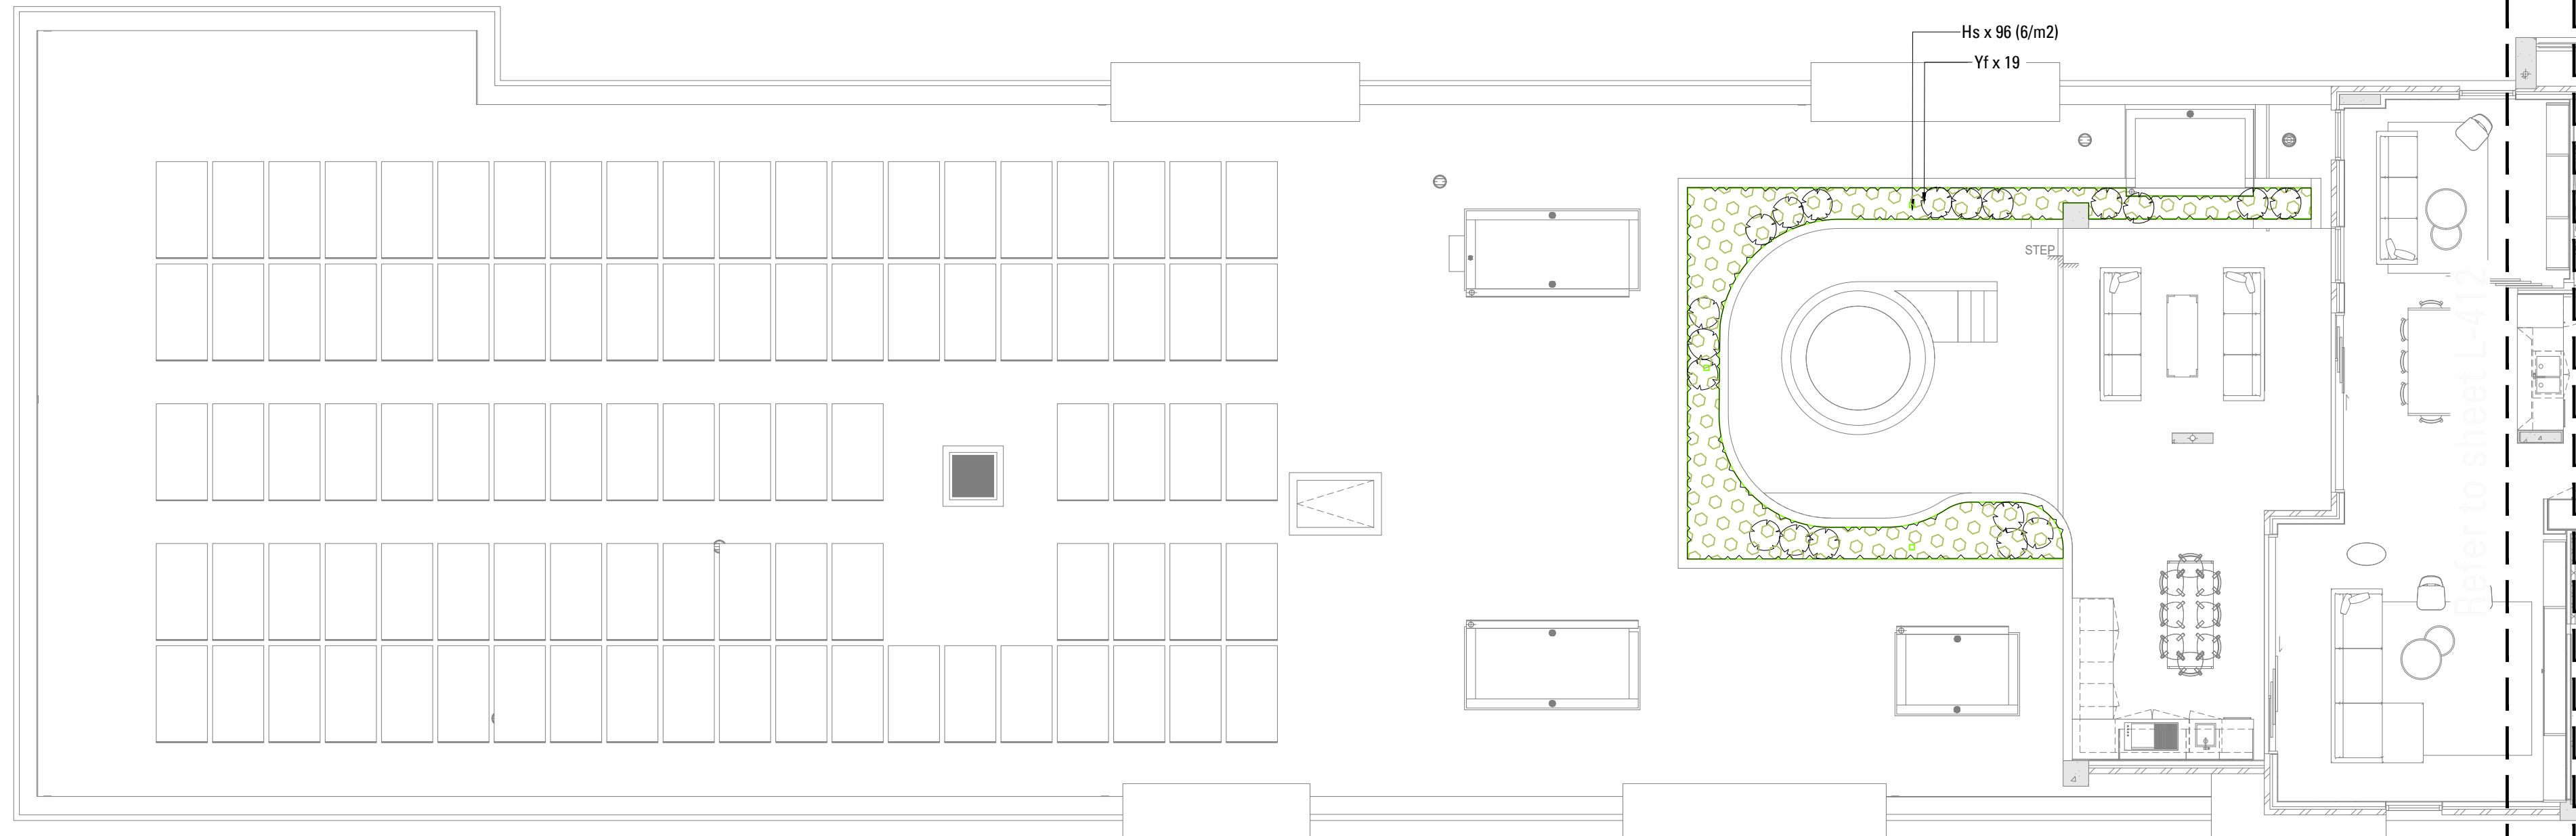 Hs x 96 (6/m2)
Yf x 19
STEP
Refer to sheet L-412